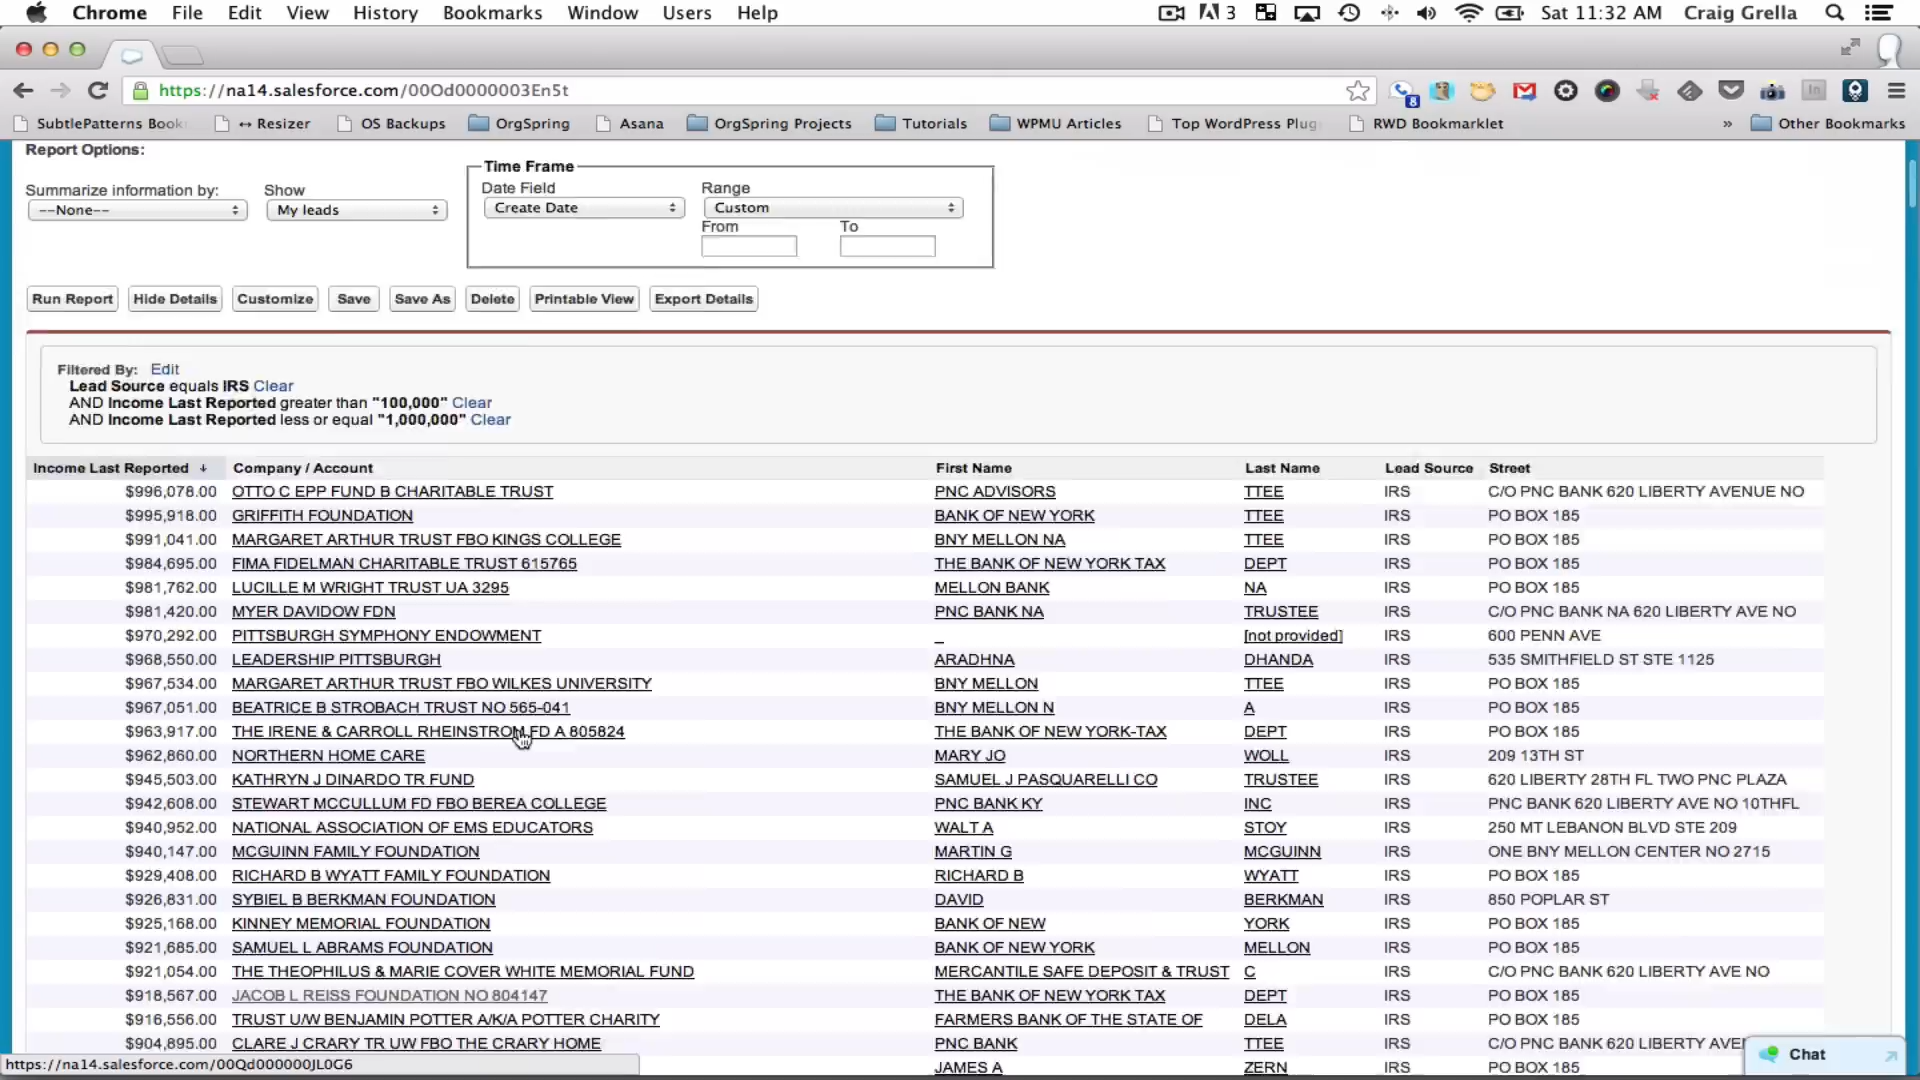 Chrome File Edit View History Bookmarks Window Users Help 3 Sat 11:32 AM Craig Grella
https://na14.salesforce.com/00Od0000003En5t 8
SubtlePatterns Book ↔ Resizer OS Backups OrgSpring Asana OrgSpring Projects Tutorials WPMU Articles Top WordPress Plug RWD Bookmarklet » Other Bookmarks
Report Options:
Time Frame
Summarize information by: Show Date Field Range
--None-- My leads Create Date Custom
From To
Run Report Hide Details Customize Save Save As Delete Printable View Export Details
Filtered By: Edit
Lead Source equals IRS Clear
AND Income Last Reported greater than "100,000" Clear
AND Income Last Reported less or equal "1,000,000" Clear
Income Last Reported ↓ Company / Account First Name Last Name Lead Source Street
$996,078.00 OTTO C EPP FUND B CHARITABLE TRUST PNC ADVISORS TTEE IRS C/O PNC BANK 620 LIBERTY AVENUE NO
$995,918.00 GRIFFITH FOUNDATION BANK OF NEW YORK TTEE IRS PO BOX 185
$991,041.00 MARGARET ARTHUR TRUST FBO KINGS COLLEGE BNY MELLON NA TTEE IRS PO BOX 185
$984,695.00 FIMA FIDELMAN CHARITABLE TRUST 615765 THE BANK OF NEW YORK TAX DEPT IRS PO BOX 185
$981,762.00 LUCILLE M WRIGHT TRUST UA 3295 MELLON BANK NA IRS PO BOX 185
$981,420.00 MYER DAVIDOW FDN PNC BANK NA TRUSTEE IRS C/O PNC BANK NA 620 LIBERTY AVE NO
$970,292.00 PITTSBURGH SYMPHONY ENDOWMENT _ [not provided] IRS 600 PENN AVE
$968,550.00 LEADERSHIP PITTSBURGH ARADHNA DHANDA IRS 535 SMITHFIELD ST STE 1125
$967,534.00 MARGARET ARTHUR TRUST FBO WILKES UNIVERSITY BNY MELLON TTEE IRS PO BOX 185
$967,051.00 BEATRICE B STROBACH TRUST NO 565-041 BNY MELLON N A IRS PO BOX 185
$963,917.00 THE IRENE & CARROLL RHEINSTROM FD A 805824 THE BANK OF NEW YORK-TAX DEPT IRS PO BOX 185
$962,860.00 NORTHERN HOME CARE MARY JO WOLL IRS 209 13TH ST
$945,503.00 KATHRYN J DINARDO TR FUND SAMUEL J PASQUARELLI CO TRUSTEE IRS 620 LIBERTY 28TH FL TWO PNC PLAZA
$942,608.00 STEWART MCCULLUM FD FBO BEREA COLLEGE PNC BANK KY INC IRS PNC BANK 620 LIBERTY AVE NO 10THFL
$940,952.00 NATIONAL ASSOCIATION OF EMS EDUCATORS WALT A STOY IRS 250 MT LEBANON BLVD STE 209
$940,147.00 MCGUINN FAMILY FOUNDATION MARTIN G MCGUINN IRS ONE BNY MELLON CENTER NO 2715
$929,408.00 RICHARD B WYATT FAMILY FOUNDATION RICHARD B WYATT IRS PO BOX 185
$926,831.00 SYBIEL B BERKMAN FOUNDATION DAVID BERKMAN IRS 850 POPLAR ST
$925,168.00 KINNEY MEMORIAL FOUNDATION BANK OF NEW YORK IRS PO BOX 185
$921,685.00 SAMUEL L ABRAMS FOUNDATION BANK OF NEW YORK MELLON IRS PO BOX 185
$921,054.00 THE THEOPHILUS & MARIE COVER WHITE MEMORIAL FUND MERCANTILE SAFE DEPOSIT & TRUST C IRS C/O PNC BANK 620 LIBERTY AVE NO
$918,567.00 JACOB L REISS FOUNDATION NO 804147 THE BANK OF NEW YORK TAX DEPT IRS PO BOX 185
$916,556.00 TRUST U/W BENJAMIN POTTER A/K/A POTTER CHARITY FARMERS BANK OF THE STATE OF DELA IRS PO BOX 185
$904,895.00 CLARE J CRARY TR UW FBO THE CRARY HOME PNC BANK TTEE IRS C/O PNC BANK 620 LIBERTY AVE
JAMES A ZERN IRS PO BOX 185
https://na14.salesforce.com/00Qd000000JL0G6
Chat